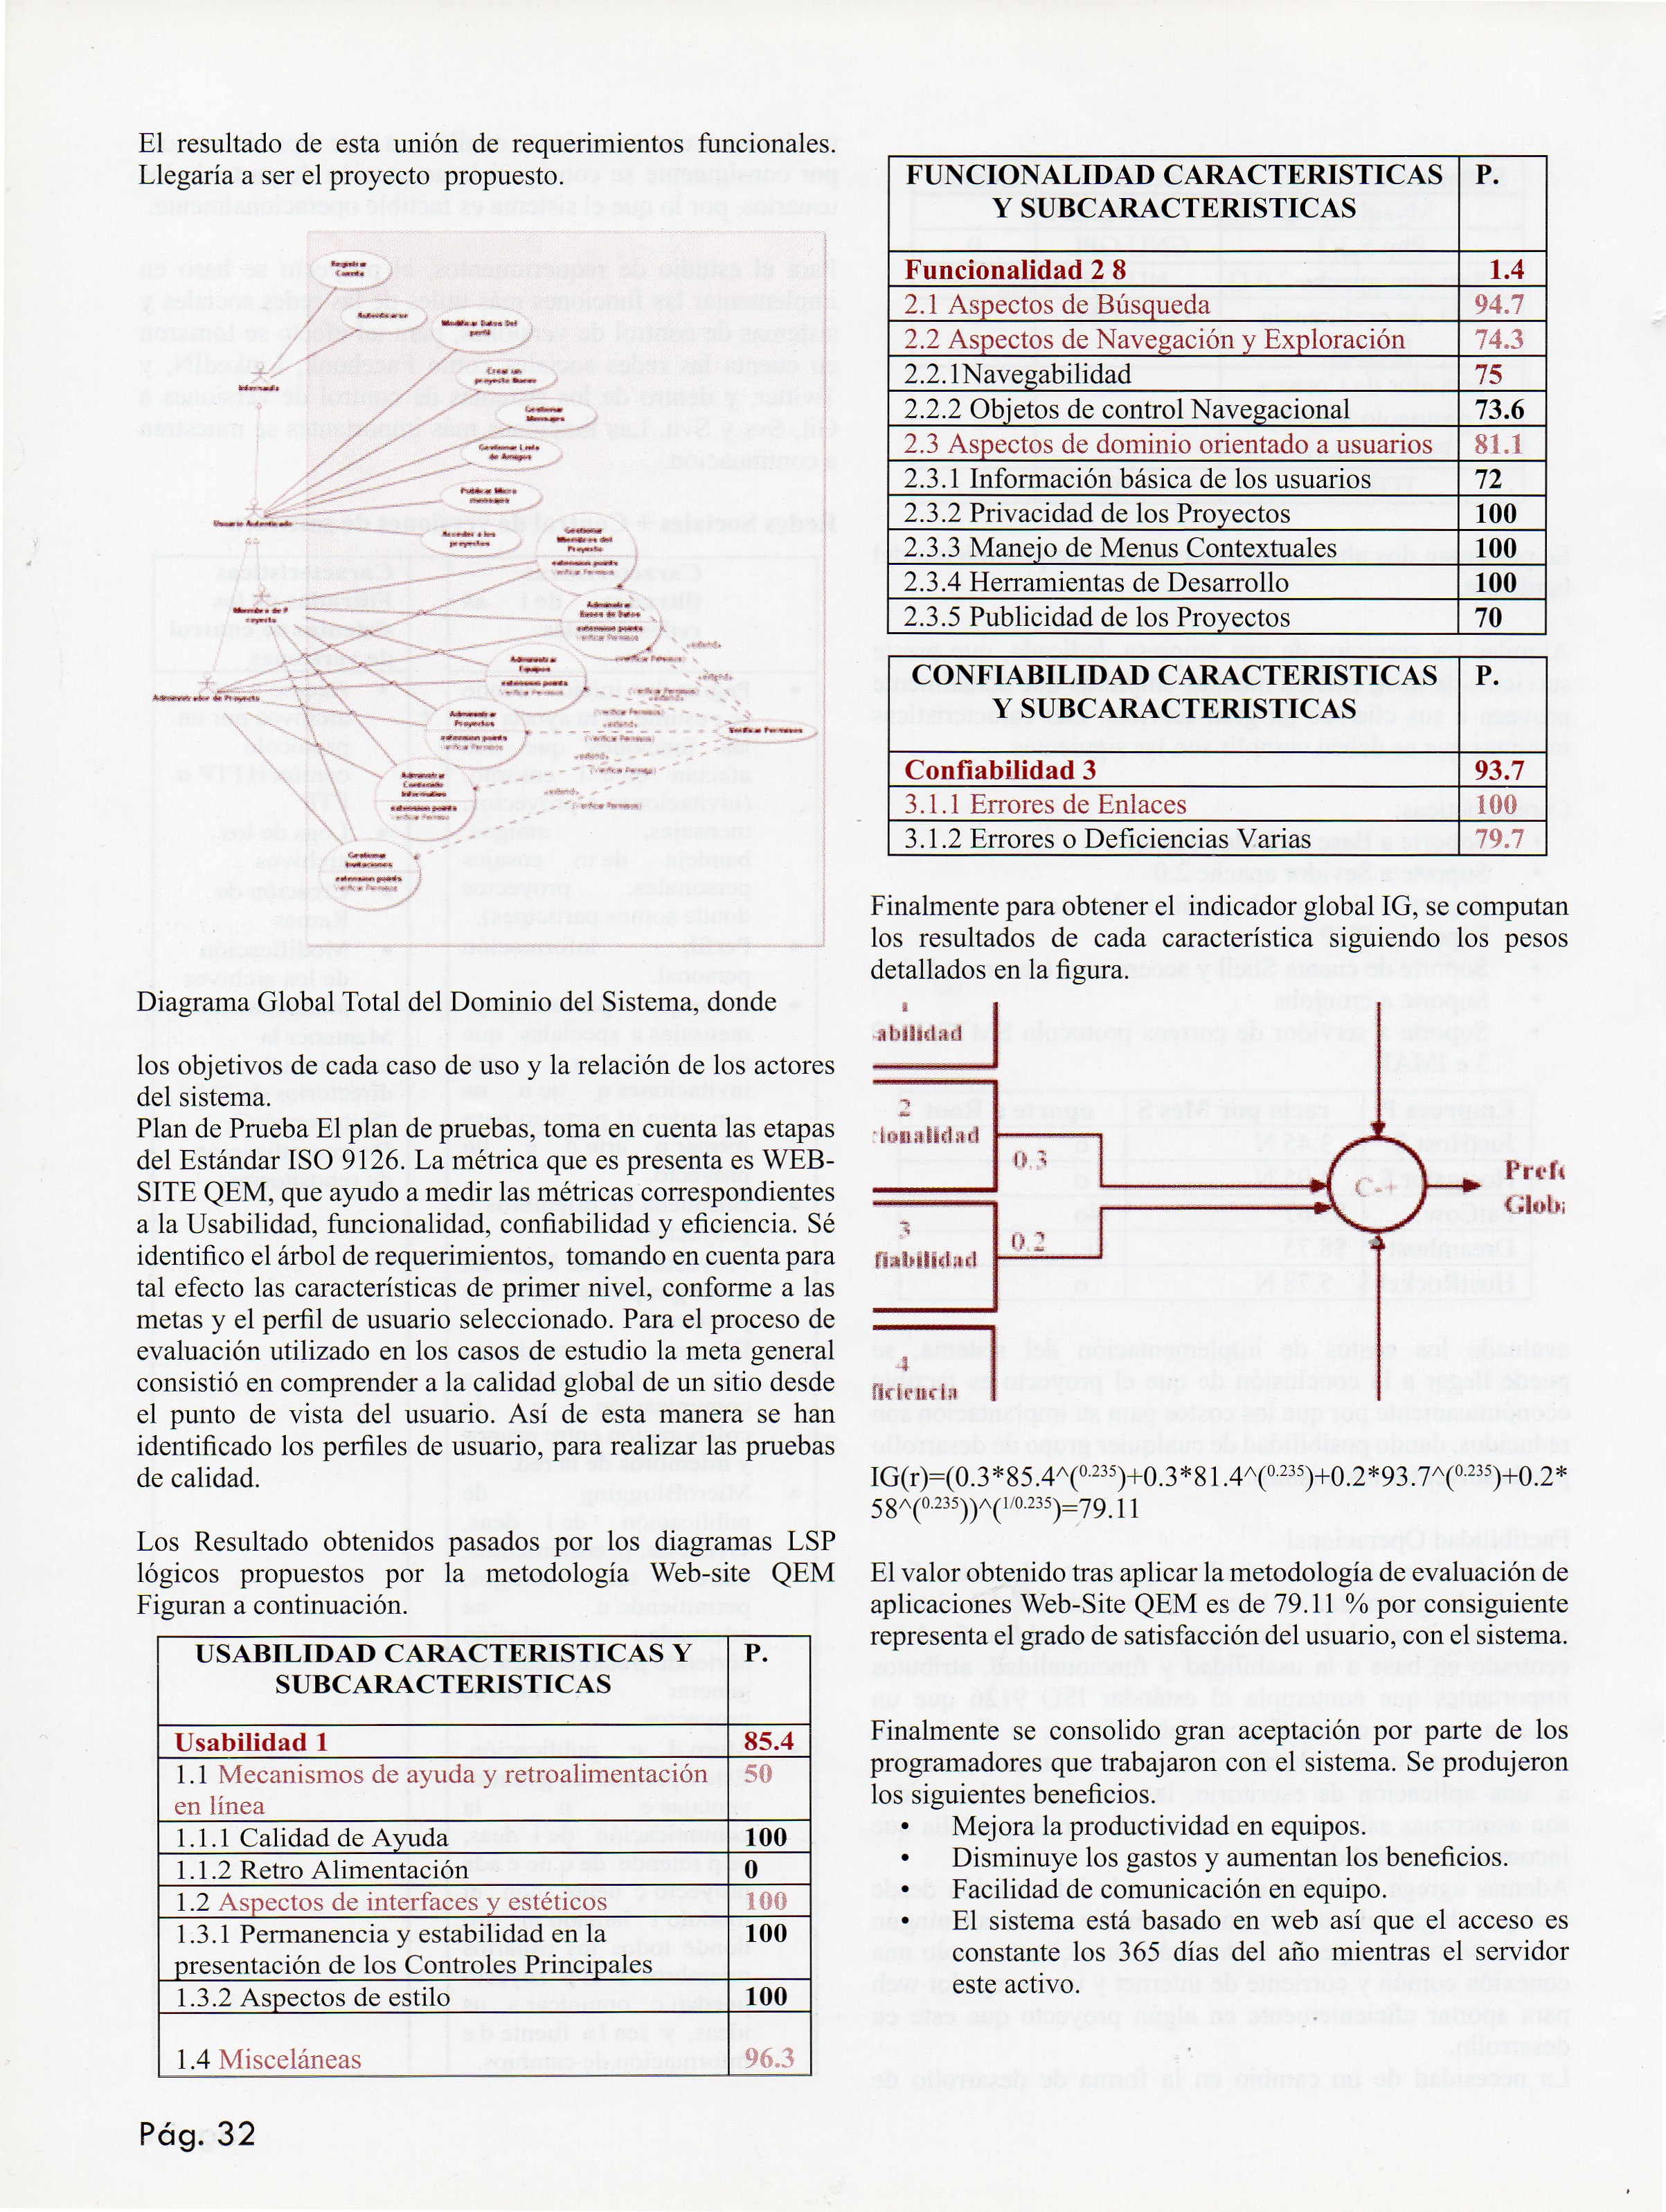 El resultado de esta unión de requerimientos funcionales.
Llegaría a ser el proyecto propuesto.
Registrar
Cuenta
Autenticarse
Modificar Datos Del
perfil
Crear un
proyecto Nuevo
Gestionar
Mensajes
Gestionar Lista
de Amigos
Internauta
Publicar Micro
mensajes
Usuario Autenticado
Acceder a los
proyectos
Gestionar
Miembros del
Proyecto
extension points
Verificar Permisos
Miembro de P
royecto
Administrar
Bases de Datos
extension points
Verificar Permisos
«extend»
(Verificar Permisos)
Administrar
Equipos
extension points
Verificar Permisos
«extend»
(Verificar Permisos)
Administrador de Proyecto
«extend»
Administrar
Proyectos
extension points
Verificar Permisos
(Verificar Permisos)
«extend»
(Verificar Permisos)
Verificar Permisos
«extend»
(Verificar Permisos)
Administrar
Contenido
Informativo
extension points
Verificar Permisos
«extend»
(Verificar Permisos)
Gestionar
Invitaciones
extension points
Verificar Permisos
Diagrama Global Total del Dominio del Sistema, donde
los objetivos de cada caso de uso y la relación de los actores
del sistema.
Plan de Prueba El plan de pruebas, toma en cuenta las etapas
del Estándar ISO 9126. La métrica que es presenta es WEB-
SITE QEM, que ayudo a medir las métricas correspondientes
a la Usabilidad, funcionalidad, confiabilidad y eficiencia. Sé
identifico el árbol de requerimientos, tomando en cuenta para
tal efecto las características de primer nivel, conforme a las
metas y el perfil de usuario seleccionado. Para el proceso de
evaluación utilizado en los casos de estudio la meta general
consistió en comprender a la calidad global de un sitio desde
el punto de vista del usuario. Así de esta manera se han
identificado los perfiles de usuario, para realizar las pruebas
de calidad.
Los Resultado obtenidos pasados por los diagramas LSP
lógicos propuestos por la metodología Web-site QEM
Figuran a continuación.
USABILIDAD CARACTERISTICAS Y P.
SUBCARACTERISTICAS
Usabilidad 1 85.4
1.1 Mecanismos de ayuda y retroalimentación 50
en línea
1.1.1 Calidad de Ayuda 100
1.1.2 Retro Alimentación 0
1.2 Aspectos de interfaces y estéticos 100
1.3.1 Permanencia y estabilidad en la 100
presentación de los Controles Principales
1.3.2 Aspectos de estilo 100
1.4 Misceláneas 96.3
Pág. 32
FUNCIONALIDAD CARACTERISTICAS P.
Y SUBCARACTERISTICAS
Funcionalidad 2 8 1.4
2.1 Aspectos de Búsqueda 94.7
2.2 Aspectos de Navegación y Exploración 74.3
2.2.1Navegabilidad 75
2.2.2 Objetos de control Navegacional 73.6
2.3 Aspectos de dominio orientado a usuarios 81.1
2.3.1 Información básica de los usuarios 72
2.3.2 Privacidad de los Proyectos 100
2.3.3 Manejo de Menus Contextuales 100
2.3.4 Herramientas de Desarrollo 100
2.3.5 Publicidad de los Proyectos 70
CONFIABILIDAD CARACTERISTICAS P.
Y SUBCARACTERISTICAS
Confiabilidad 3 93.7
3.1.1 Errores de Enlaces 100
3.1.2 Errores o Deficiencias Varias 79.7
Finalmente para obtener el indicador global IG, se computan
los resultados de cada característica siguiendo los pesos
detallados en la figura.
1
abilidad
2
cionalidad
0.3
C-+
Pref
Glob
3
fiabilidad
0.2
4
ficiencia
IG(r)=(0.3*85.4^(0.235)+0.3*81.4^(0.235)+0.2*93.7^(0.235)+0.2*
58^(0.235))^(1/0.235)=79.11
El valor obtenido tras aplicar la metodología de evaluación de
aplicaciones Web-Site QEM es de 79.11 % por consiguiente
representa el grado de satisfacción del usuario, con el sistema.
Finalmente se consolido gran aceptación por parte de los
programadores que trabajaron con el sistema. Se produjeron
los siguientes beneficios.
• Mejora la productividad en equipos.
• Disminuye los gastos y aumentan los beneficios.
• Facilidad de comunicación en equipo.
• El sistema está basado en web así que el acceso es
constante los 365 días del año mientras el servidor
este activo.